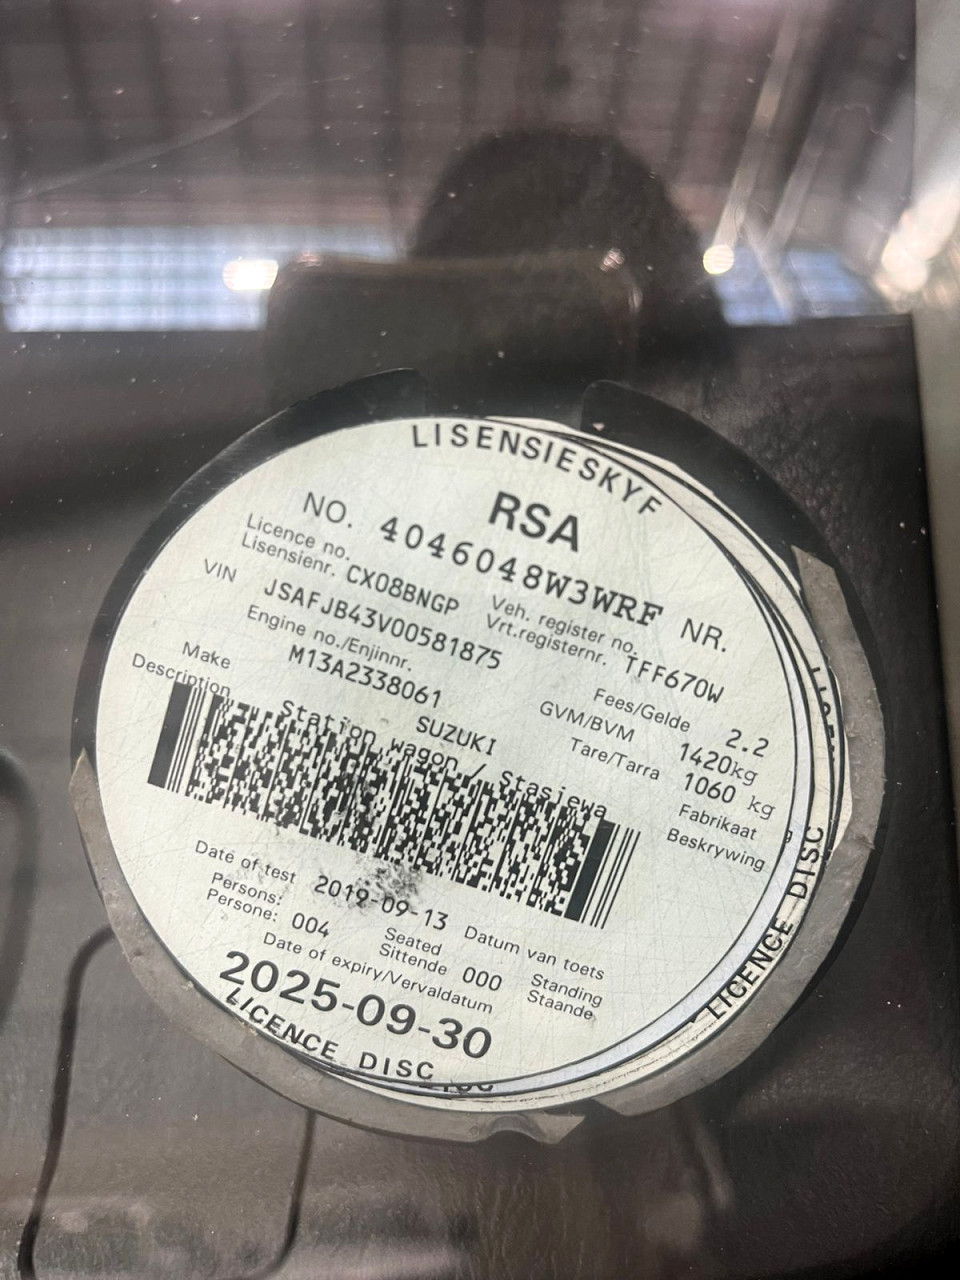 LISENSIESKYF
RSA
NO. 4046048W3WRF NR.
Licence no. Lisensienr. CX08BNGP Veh. register no. Vrt.registernr. TFF670W
VIN JSAFJB43V00581875 Fees/Gelde 2.2
Engine no./Enjinnr. GVM/BVM 1420kg
M13A2338061 Tare/Tarra 1060 kg
Make SUZUKI Fabrikaat
Description Station wagon / Stasiewa Beskrywing
Date of test 2019-09-13 Datum van toets
Persons: Persone: 004 Seated Sittende 000 Standing Staande
Date of expiry/Vervaldatum
2025-09-30
LICENCE DISC
LICENCE DISC